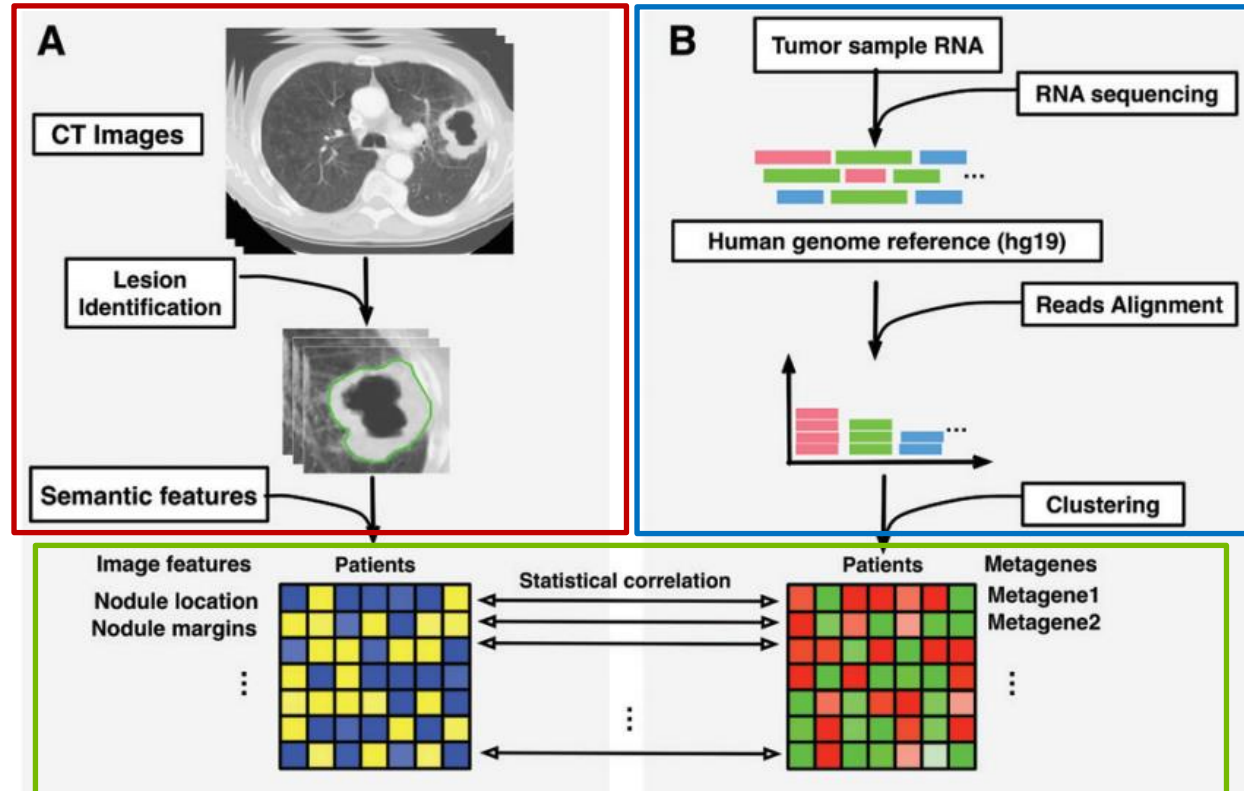 A
CT Images
Lesion
Identification
Semantic features
B
Tumor sample RNA
RNA sequencing
...
Human genome reference (hg19)
Reads Alignment
...
Clustering
Image features
Patients
Nodule location
Nodule margins
...
Statistical correlation
...
Patients
Metagenes
Metagene1
Metagene2
...